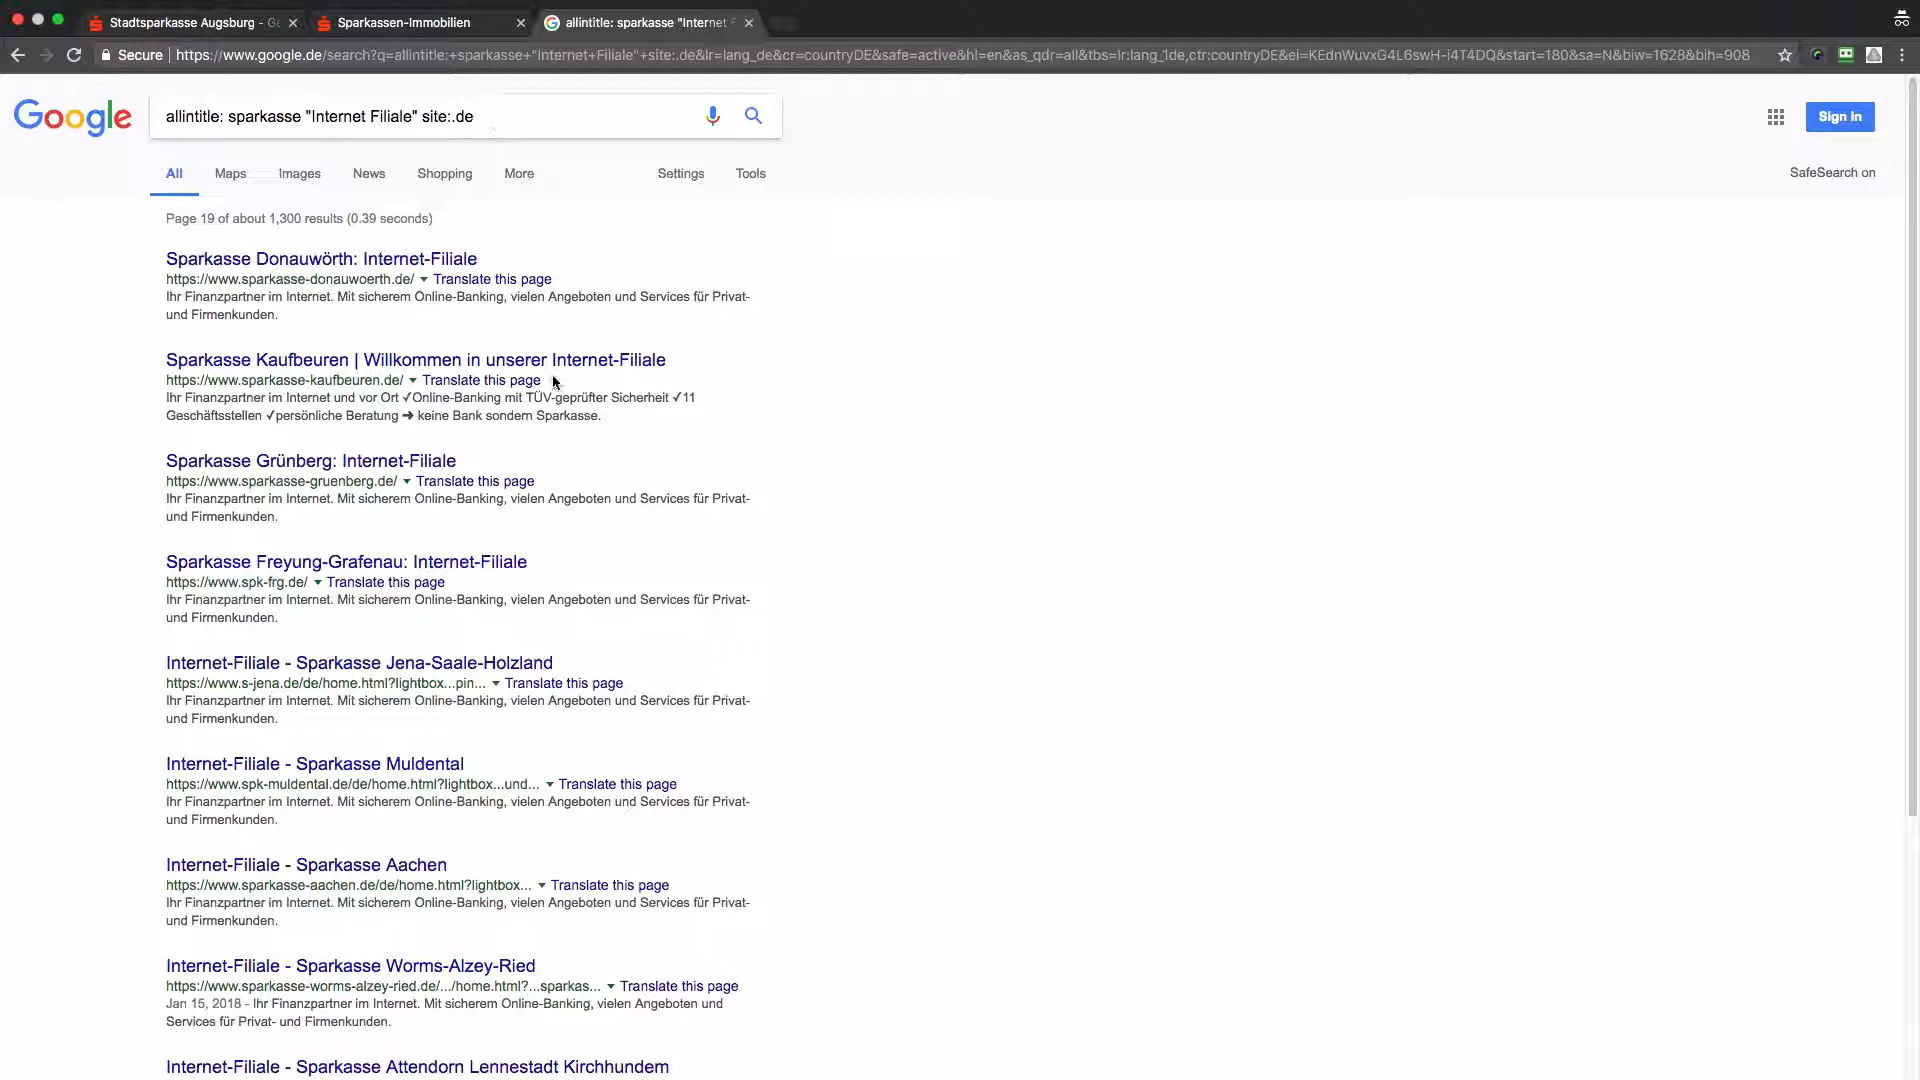 Stadtsparkasse Augsburg - Ge
Sparkassen-Immobilien
allintitle: sparkasse "Internet F
Secure
https://www.google.de/search?q=allintitle:+sparkasse+"Internet+Filiale"+site:.de&lr=lang_de&cr=countryDE&safe=active&hl=en&as_qdr=all&tbs=lr:lang_1de,ctr:countryDE&ei=KEdnWuvxG4L6swH-i4T4DQ&start=180&sa=N&biw=1628&bih=908
Google
allintitle: sparkasse "Internet Filiale" site:.de
Sign in
All Maps Images News Shopping More Settings Tools
SafeSearch on
Page 19 of about 1,300 results (0.39 seconds)
Sparkasse Donauwörth: Internet-Filiale
https://www.sparkasse-donauwoerth.de/ Translate this page
Ihr Finanzpartner im Internet. Mit sicherem Online-Banking, vielen Angeboten und Services für Privat-
und Firmenkunden.
Sparkasse Kaufbeuren | Willkommen in unserer Internet-Filiale
https://www.sparkasse-kaufbeuren.de/ Translate this page
Ihr Finanzpartner im Internet und vor Ort ✓Online-Banking mit TÜV-geprüfter Sicherheit ✓11
Geschäftsstellen ✓persönliche Beratung ➔ keine Bank sondern Sparkasse.
Sparkasse Grünberg: Internet-Filiale
https://www.sparkasse-gruenberg.de/ Translate this page
Ihr Finanzpartner im Internet. Mit sicherem Online-Banking, vielen Angeboten und Services für Privat-
und Firmenkunden.
Sparkasse Freyung-Grafenau: Internet-Filiale
https://www.spk-frg.de/ Translate this page
Ihr Finanzpartner im Internet. Mit sicherem Online-Banking, vielen Angeboten und Services für Privat-
und Firmenkunden.
Internet-Filiale - Sparkasse Jena-Saale-Holzland
https://www.s-jena.de/de/home.html?lightbox...pin... Translate this page
Ihr Finanzpartner im Internet. Mit sicherem Online-Banking, vielen Angeboten und Services für Privat-
und Firmenkunden.
Internet-Filiale - Sparkasse Muldental
https://www.spk-muldental.de/de/home.html?lightbox...und... Translate this page
Ihr Finanzpartner im Internet. Mit sicherem Online-Banking, vielen Angeboten und Services für Privat-
und Firmenkunden.
Internet-Filiale - Sparkasse Aachen
https://www.sparkasse-aachen.de/de/home.html?lightbox... Translate this page
Ihr Finanzpartner im Internet. Mit sicherem Online-Banking, vielen Angeboten und Services für Privat-
und Firmenkunden.
Internet-Filiale - Sparkasse Worms-Alzey-Ried
https://www.sparkasse-worms-alzey-ried.de/.../home.html?...sparkas... Translate this page
Jan 15, 2018 - Ihr Finanzpartner im Internet. Mit sicherem Online-Banking, vielen Angeboten und
Services für Privat- und Firmenkunden.
Internet-Filiale - Sparkasse Attendorn Lennestadt Kirchhundem